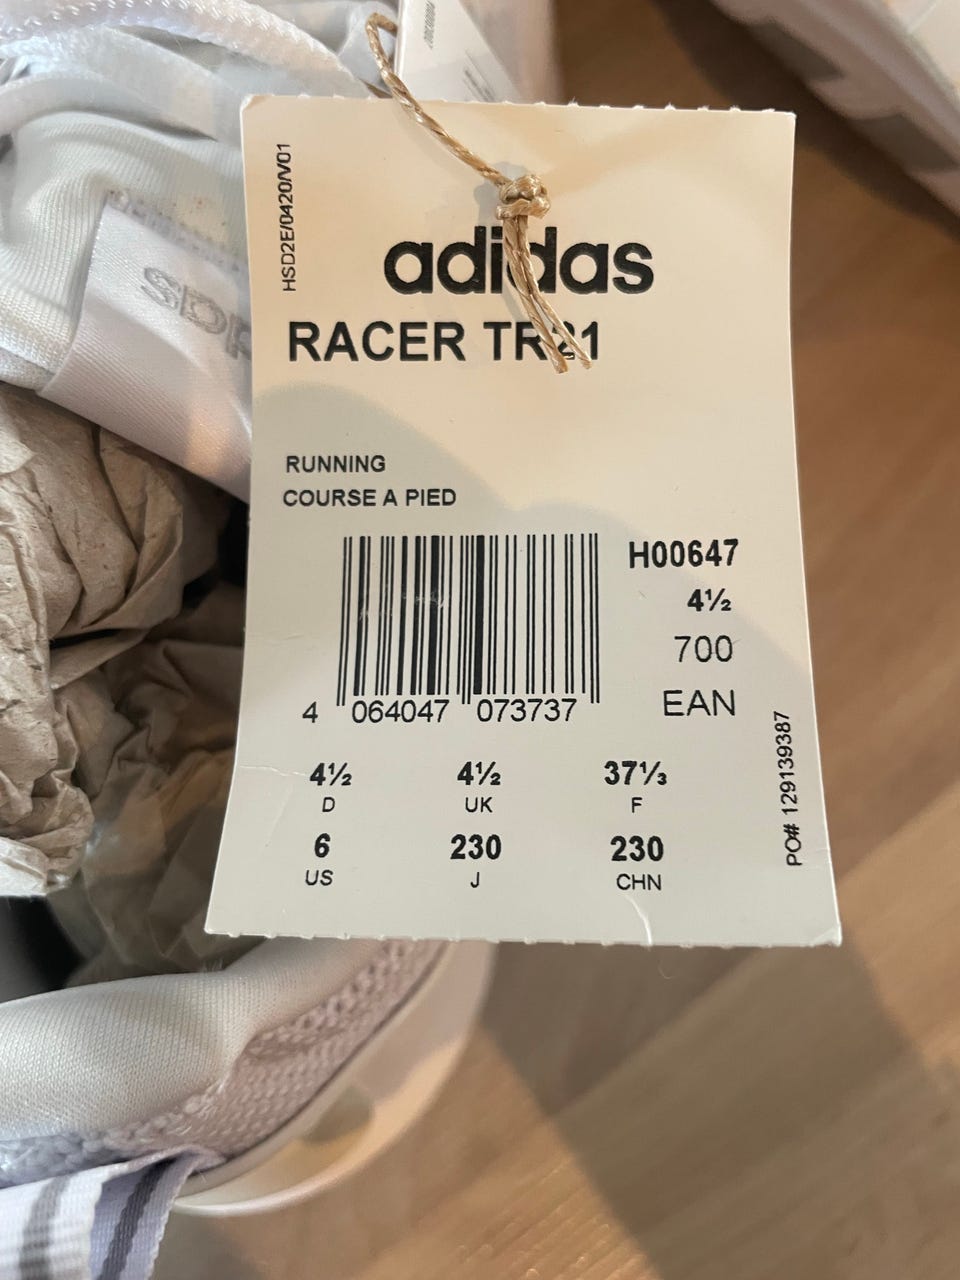 HSD2E/0420/V01
adidas
RACER TR21
RUNNING
COURSE A PIED
H00647
4½
700
EAN
4 064047 073737
4½ 4½ 37⅓
D UK F
6 230 230
US J CHN
PO# 129139387